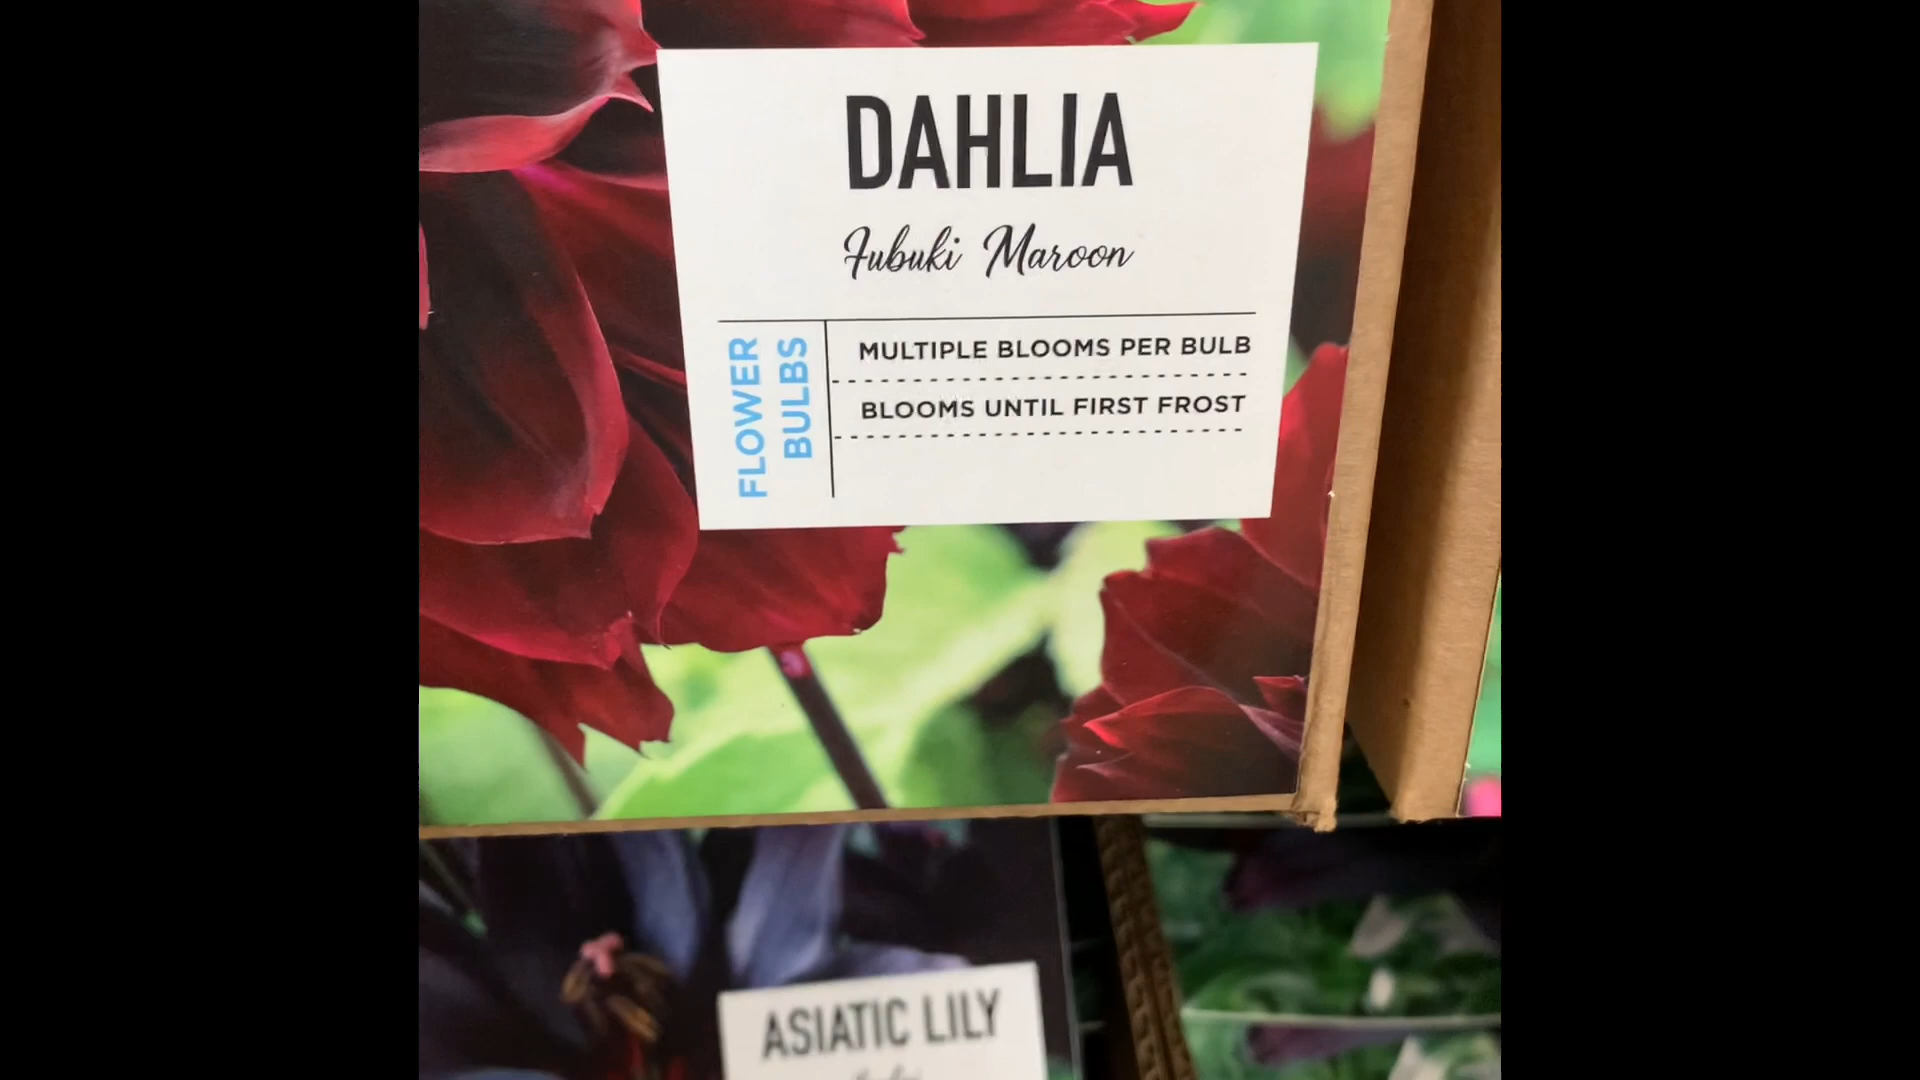 DAHLIA
Fubuki Maroon
FLOWER
BULBS
MULTIPLE BLOOMS PER BULB
BLOOMS UNTIL FIRST FROST
ASIATIC LILY